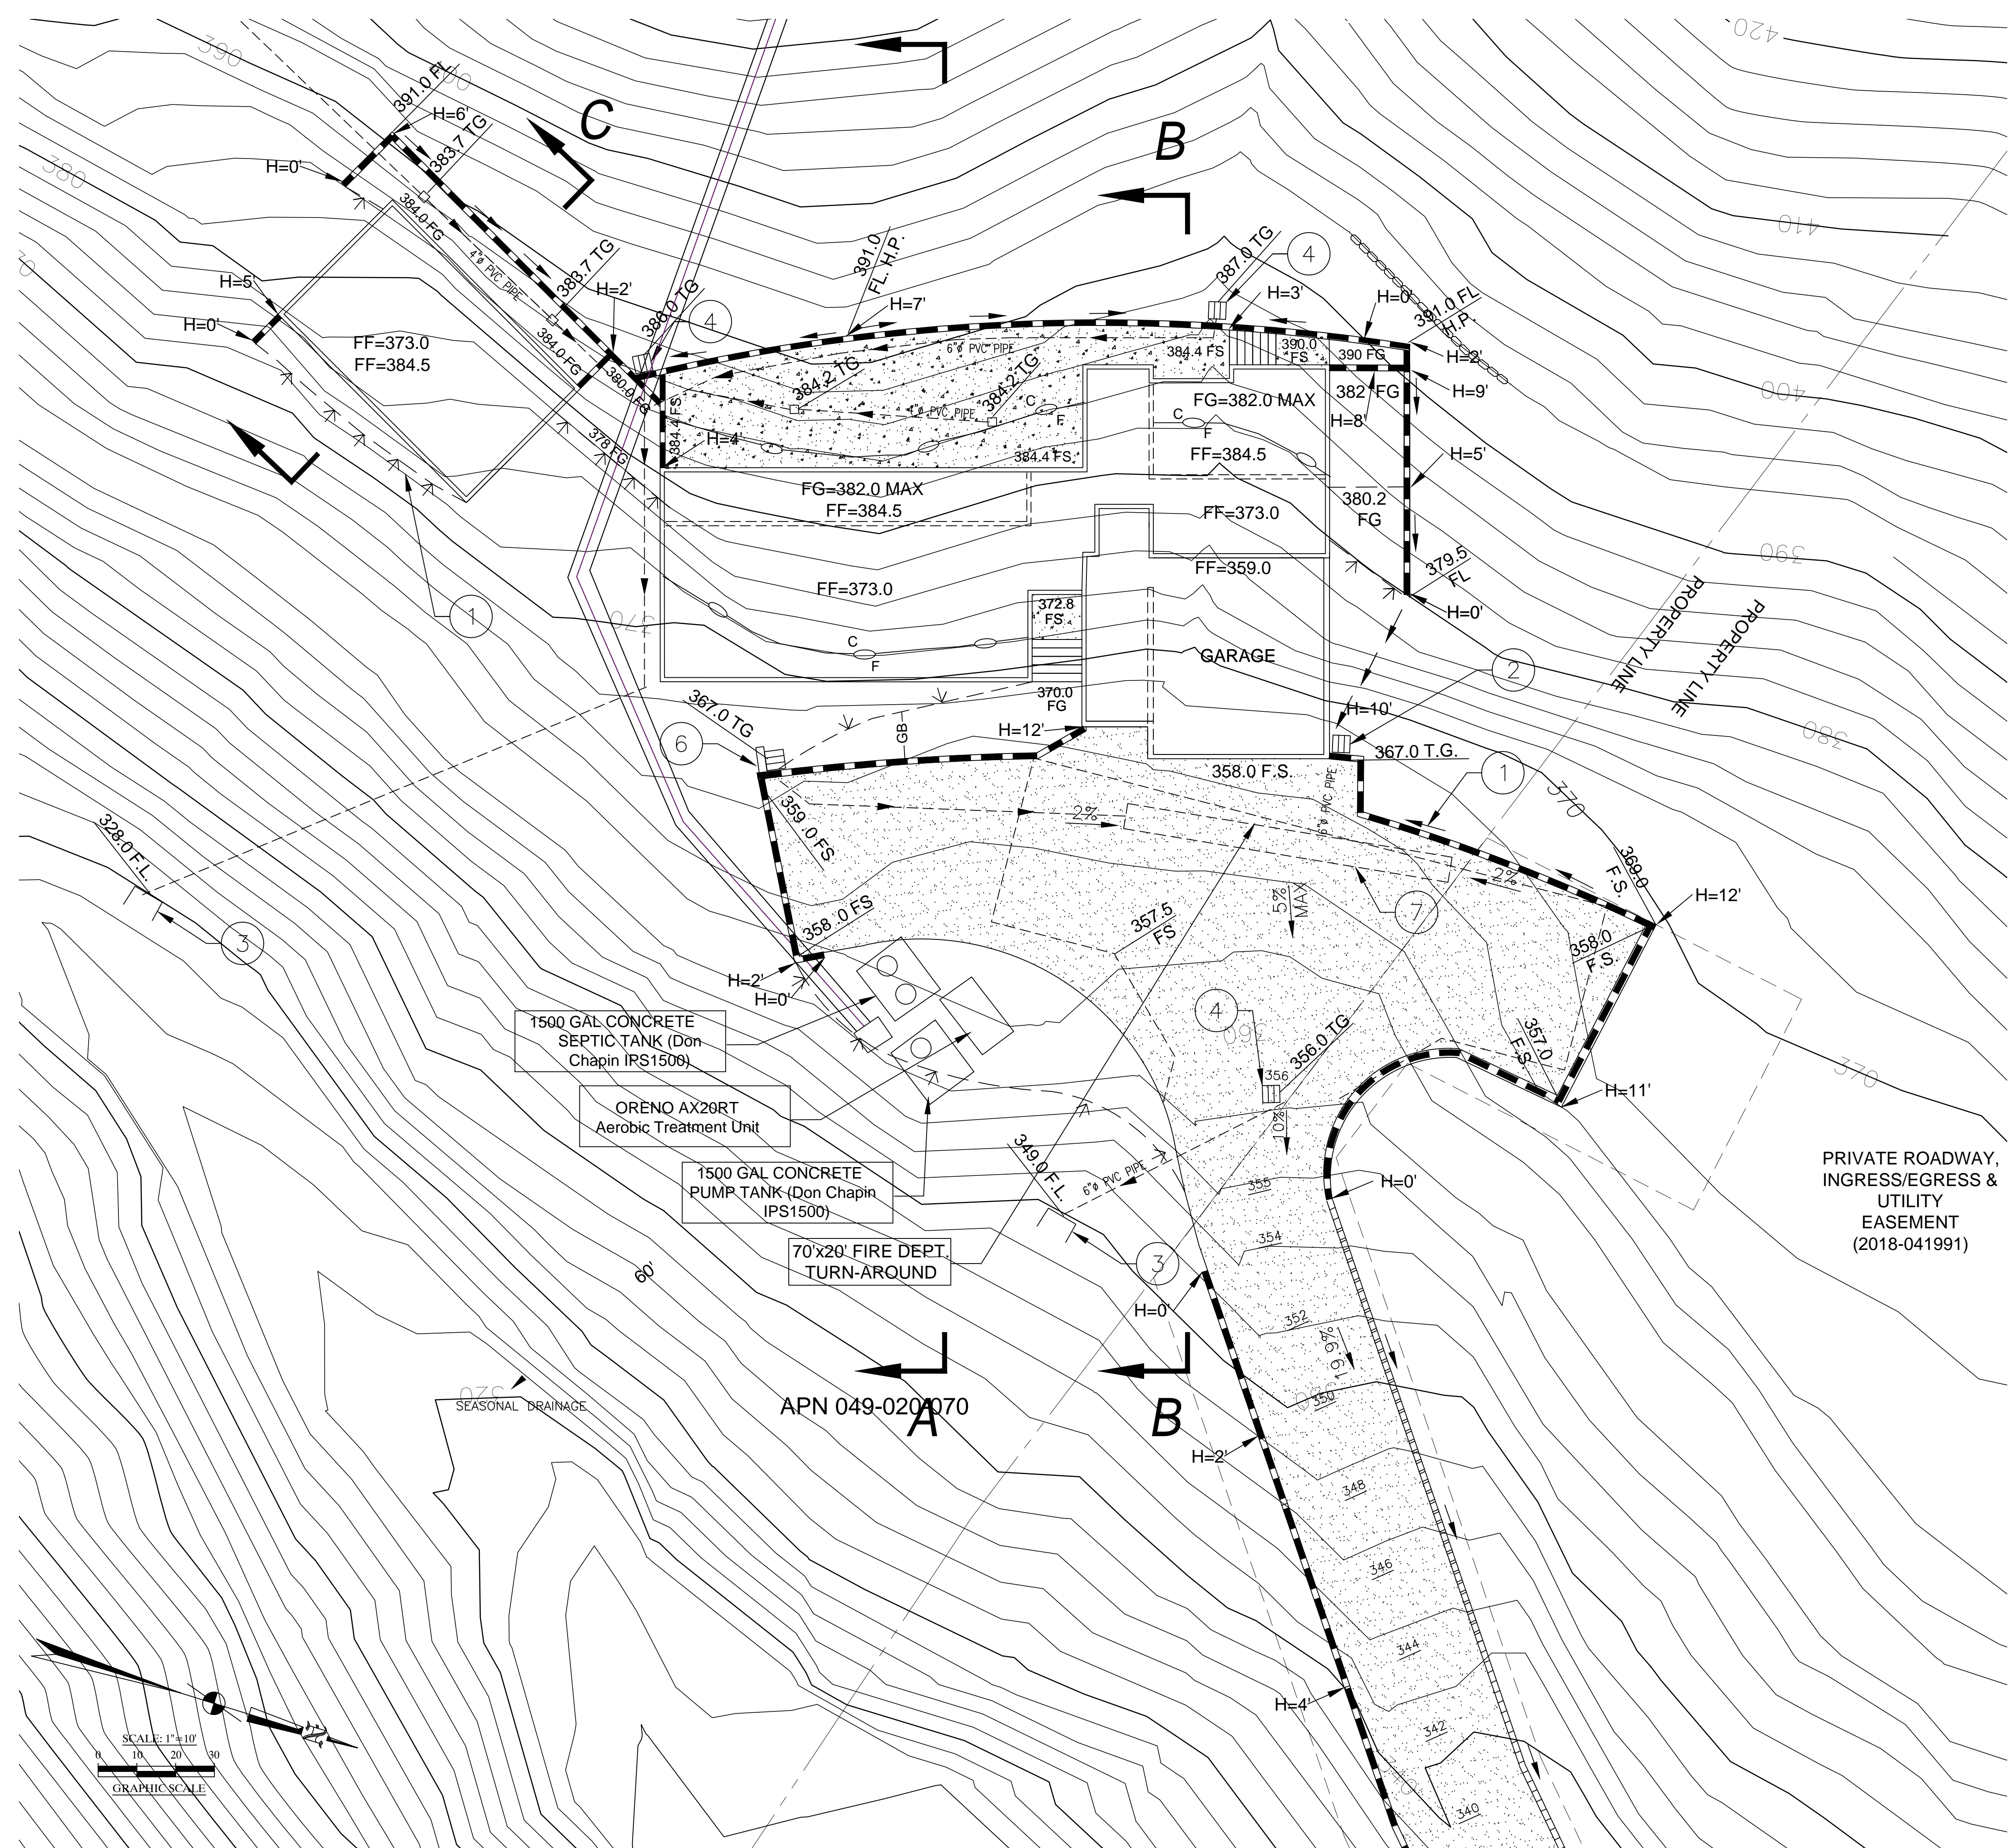 390
391.0 FL
H=6'
383.7 TG
C
B
420
410
400
390
380
H=0'
384.0 FG
4"ø PVC PIPE
383.7 TG
H=2'
386.0 TG
4
391.0
FL. H.P.
H=7'
387.0 TG
4
H=3'
H=0'
391.0 FL
H.P.
H=2'
H=9'
H=5'
H=0'
FF=373.0
FF=384.5
384.0 FG
380.0 FG
378 FG
384.4 FS
H=4'
6"ø PVC PIPE
384.2 TG
4"ø PVC PIPE
384.2 TG
C
F
384.4 FS
390.0
FS
390 FG
382 FG
H=8'
FG=382.0 MAX
C
F
FF=384.5
384.4 FS.
FG=382.0 MAX
FF=384.5
H=5'
380.2
FG
FF=373.0
379.5
FL
H=0'
FF=373.0
FF=359.0
1
370
372.8
FS.
C
F
GARAGE
2
PROPERTY LINE
PROPERTY LINE
370.0
FG
367.0 TG
6
GB
H=12'
H=10'
367.0 T.G.
1
358.0 F.S.
16"ø PVC PIPE
380
370
328.0 F.L.
3
359 .0 FS
2%
2%
369.0
F.S.
H=12'
7
5%
MAX
358 .0 FS
357.5
FS
358.0
F.S.
H=2'
H=0'
4
360
356.0 TG
356
10%
357.0
F.S.
H=11'
370
1500 GAL CONCRETE
SEPTIC TANK (Don
Chapin IPS1500)
ORENO AX20RT
Aerobic Treatment Unit
1500 GAL CONCRETE
PUMP TANK (Don Chapin
IPS1500)
70'x20' FIRE DEPT.
TURN-AROUND
349.0 F.L.
6"ø PVC PIPE
3
H=0'
H=0'
355
354
352
19.9%
350
348
346
344
342
340
PRIVATE ROADWAY,
INGRESS/EGRESS &
UTILITY
EASEMENT
(2018-041991)
60'
320
SEASONAL DRAINAGE
APN 049-020-070
A
B
H=2'
H=4'
SCALE: 1"=10'
0 10 20 30
GRAPHIC SCALE